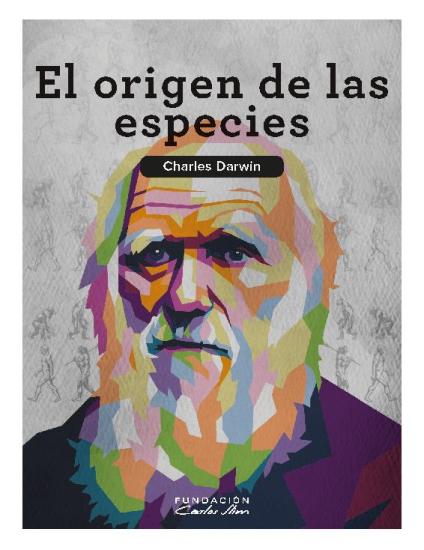 El origen de las
especies
Charles Darwin
FUNDACIÓN
Carlos Slim